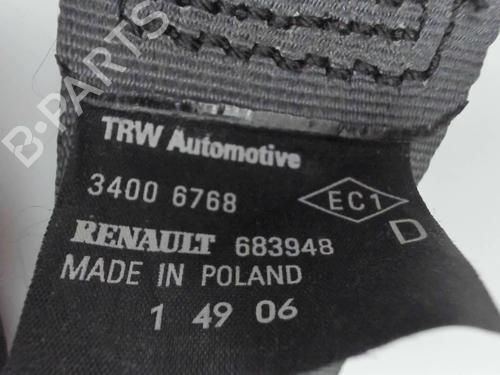 TRW Automotive
3400 6768 EC1
RENAULT 683948 D
MADE IN POLAND
1 49 06
B-PARTS